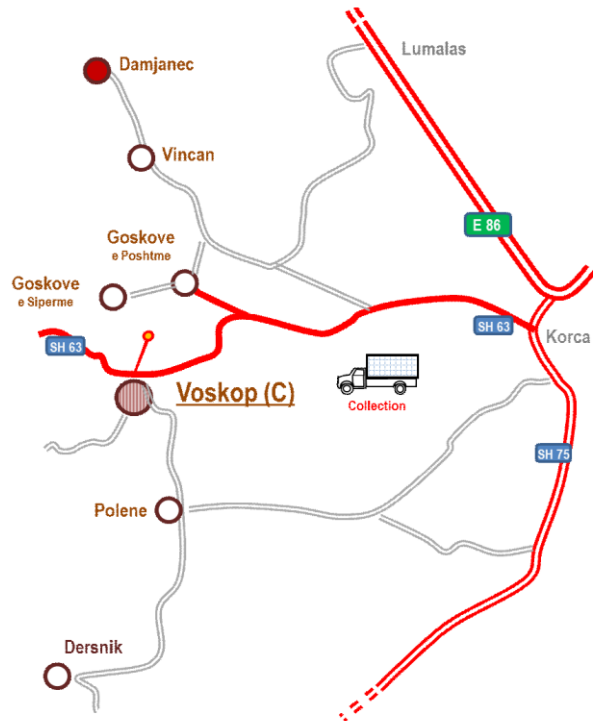 Lumalas
Damjanec
Vincan
E 86
Goskove
e Poshtme
Goskove
e Siperme
SH 63
Korca
SH 63
Voskop (C)
Collection
SH 75
Polene
Dersnik